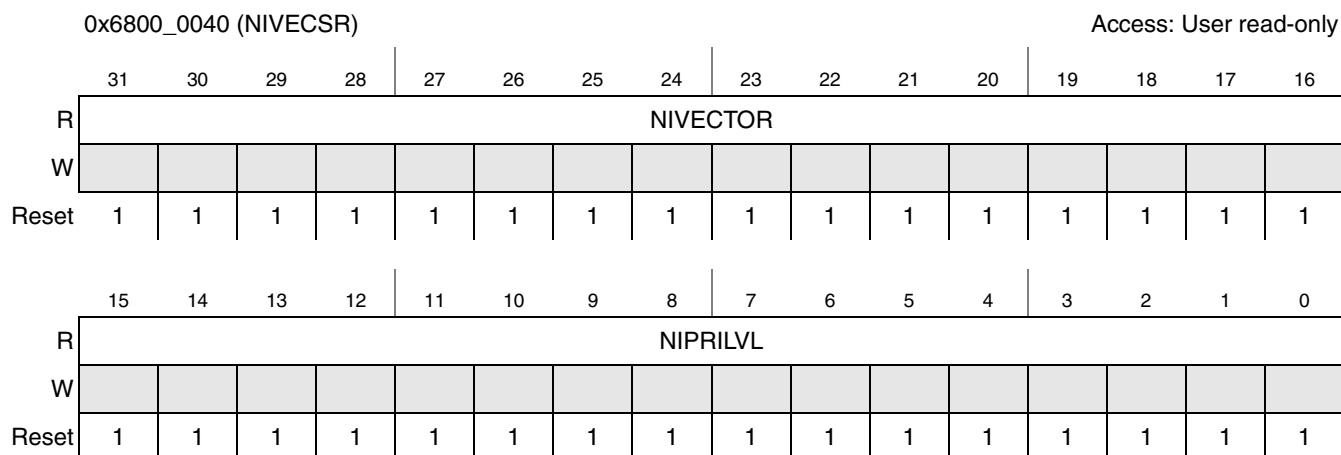 0x6800_0040 (NIVECSR) Access: User read-only
31 30 29 28 27 26 25 24 23 22 21 20 19 18 17 16
R NIVECTOR
W
Reset 1 1 1 1 1 1 1 1 1 1 1 1 1 1 1 1
15 14 13 12 11 10 9 8 7 6 5 4 3 2 1 0
R NIPRILVL
W
Reset 1 1 1 1 1 1 1 1 1 1 1 1 1 1 1 1